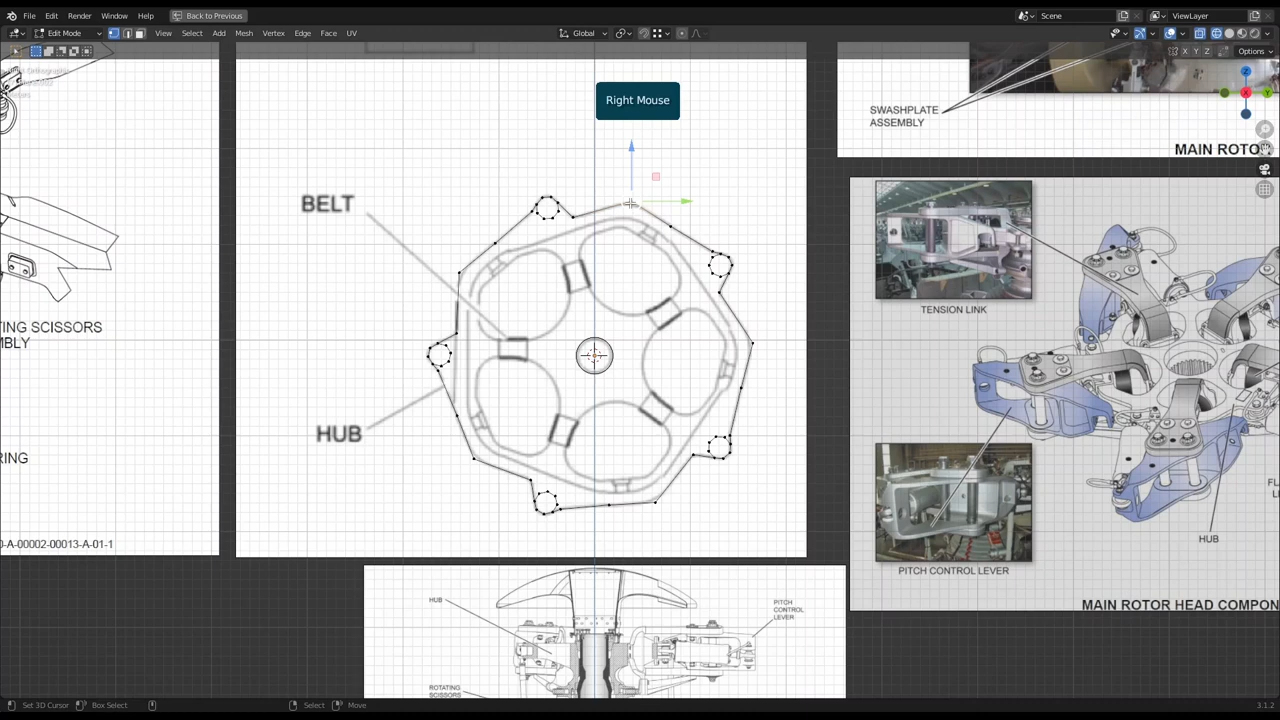 File Edit Render Window Help Back to Previous Scene ViewLayer
Edit Mode View Select Add Mesh Vertex Edge Face UV Global
X Y Z Options
Right Mouse
Z
X Y
SWASHPLATE
ASSEMBLY
MAIN ROTO
BELT
TENSION LINK
TING SCISSORS
MBLY
HUB
RING
0-A-00002-00013-A-01-1
HUB
PITCH CONTROL LEVER
MAIN ROTOR HEAD COMPON
HUB
PITCH
CONTROL
LEVER
ROTATING
SCISSORS
Set 3D Cursor Box Select Select Move 3.1.2